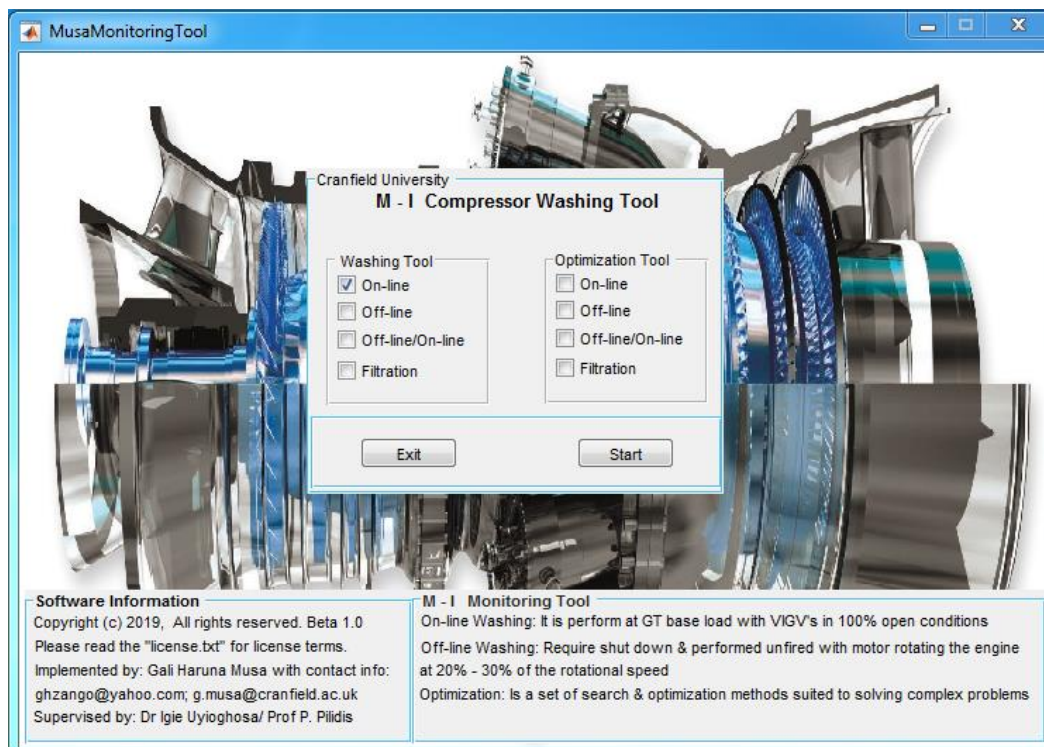 MusaMonitoringTool
Cranfield University
M - I Compressor Washing Tool
Washing Tool
On-line
Off-line
Off-line/On-line
Filtration
Optimization Tool
On-line
Off-line
Off-line/On-line
Filtration
Exit
Start
Software Information
Copyright (c) 2019, All rights reserved. Beta 1.0
Please read the "license.txt" for license terms.
Implemented by: Gali Haruna Musa with contact info:
ghzango@yahoo.com; g.musa@cranfield.ac.uk
Supervised by: Dr Igie Uyioghosa/ Prof P. Pilidis
M - I Monitoring Tool
On-line Washing: It is perform at GT base load with VIGV's in 100% open conditions
Off-line Washing: Require shut down & performed unfired with motor rotating the engine
at 20% - 30% of the rotational speed
Optimization: Is a set of search & optimization methods suited to solving complex problems